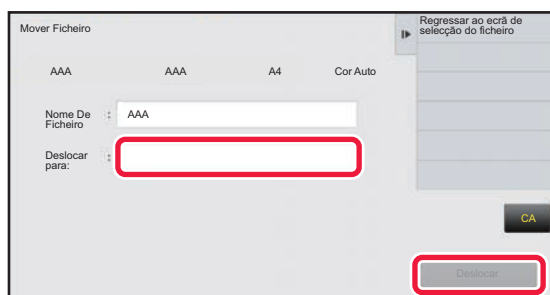 Mover Ficheiro
Regressar ao ecrã de
selecção do ficheiro
AAA AAA A4 Cor Auto
Nome De
Ficheiro : AAA
Deslocar
para: :
CA
Deslocar